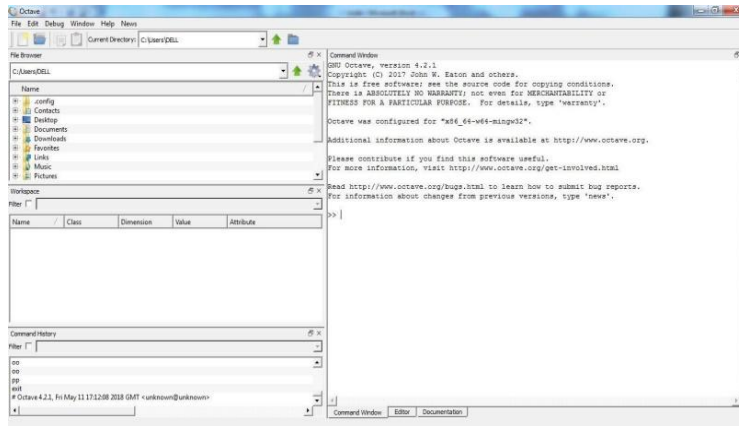 Octave
File Edit Debug Window Help News
Current Directory: C:\Users\DELL
File Browser
C:/Users/DELL
Name
.config
Contacts
Desktop
Documents
Downloads
Favorites
Links
Music
Pictures
Workspace
Filter
Name Class Dimension Value Attribute
Command History
Filter
oo
oo
pp
exit
# Octave 4.2.1, Fri May 11 17:12:08 2018 GMT <unknown@unknown>
Command Window
GNU Octave, version 4.2.1
Copyright (C) 2017 John W. Eaton and others.
This is free software; see the source code for copying conditions.
There is ABSOLUTELY NO WARRANTY; not even for MERCHANTABILITY or
FITNESS FOR A PARTICULAR PURPOSE. For details, type 'warranty'.
Octave was configured for "x86_64-w64-mingw32".
Additional information about Octave is available at http://www.octave.org.
Please contribute if you find this software useful.
For more information, visit http://www.octave.org/get-involved.html
Read http://www.octave.org/bugs.html to learn how to submit bug reports.
For information about changes from previous versions, type 'news'.
>>
Command Window Editor Documentation